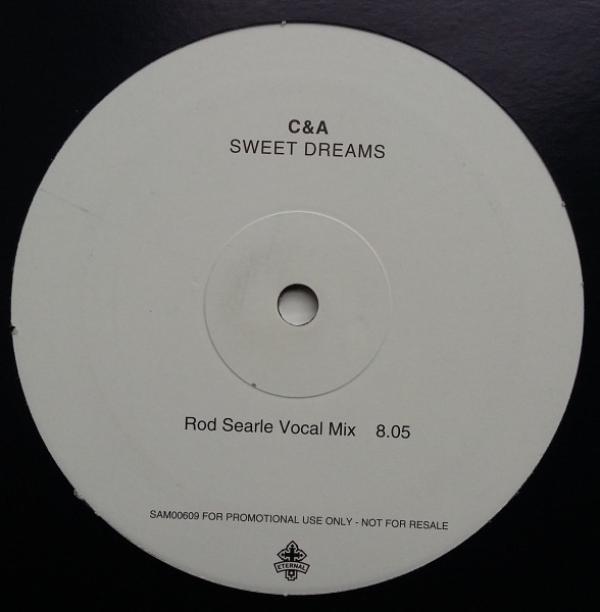 C&A
SWEET DREAMS
Rod Searle Vocal Mix 8.05
SAM00609 FOR PROMOTIONAL USE ONLY - NOT FOR RESALE
ETERNAL